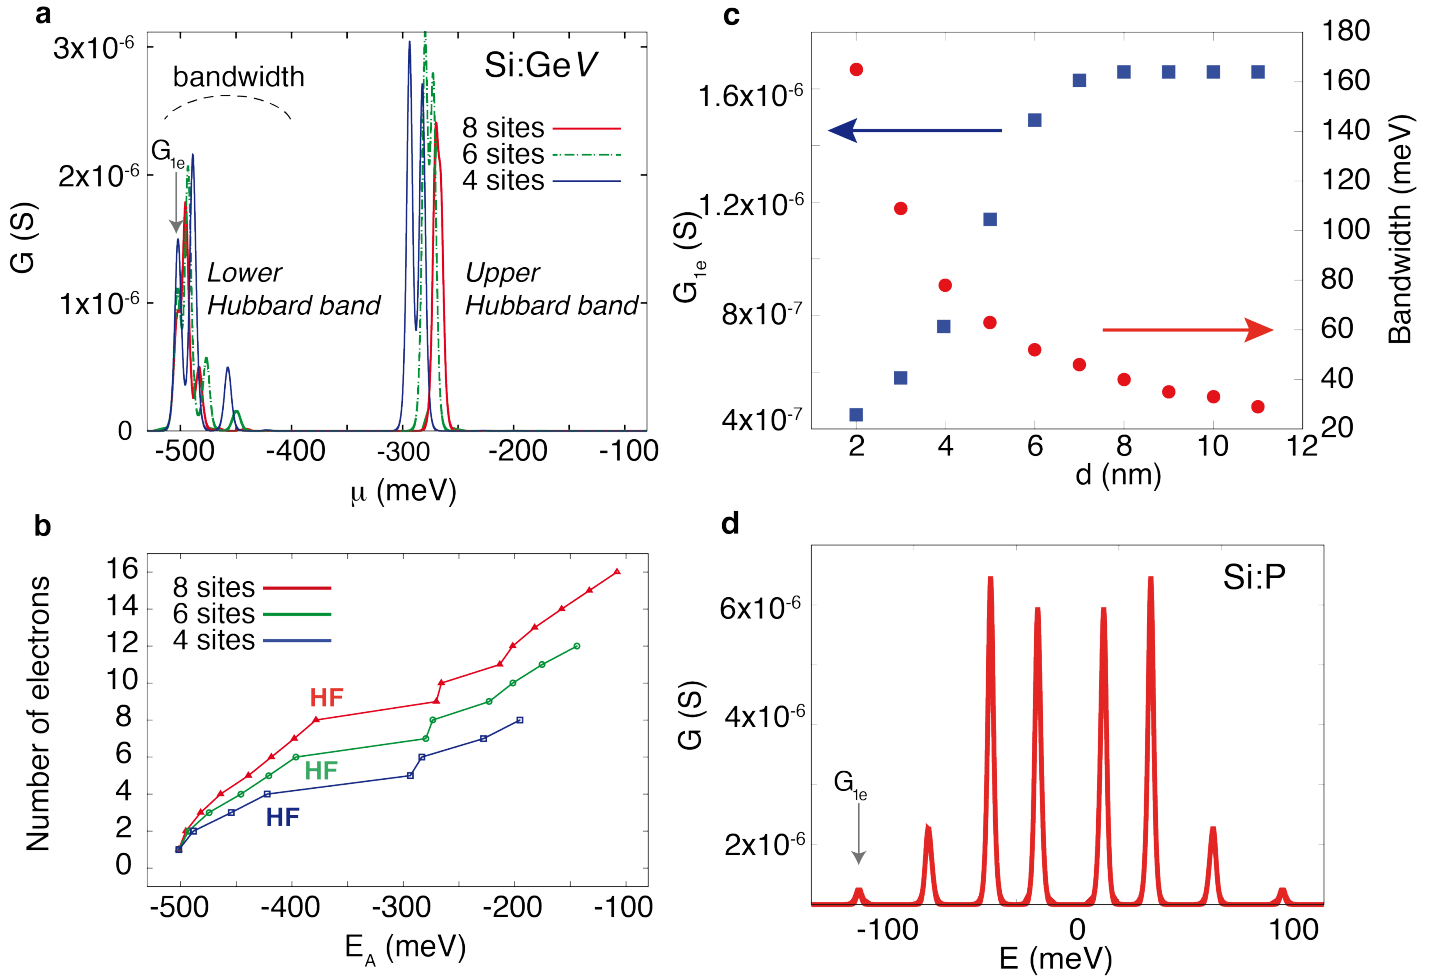 a
3x10-6
Si:GeV
bandwidth
8 sites
6 sites
4 sites
G1e
2x10-6
G (S)
Lower
Hubbard band
Upper
Hubbard band
1x10-6
0
-500
-400
-300
-200
-100
μ (meV)
b
16
14
12
10
8
6
4
2
0
8 sites
6 sites
4 sites
HF
HF
HF
Number of electrons
-500
-400
-300
-200
-100
EA (meV)
c
1.6x10-6
1.2x10-6
8x10-7
4x10-7
G1e (S)
180
160
140
120
100
80
60
40
20
Bandwidth (meV)
2
4
6
8
10
12
d (nm)
d
Si:P
6x10-6
4x10-6
2x10-6
G (S)
G1e
-100
0
100
E (meV)